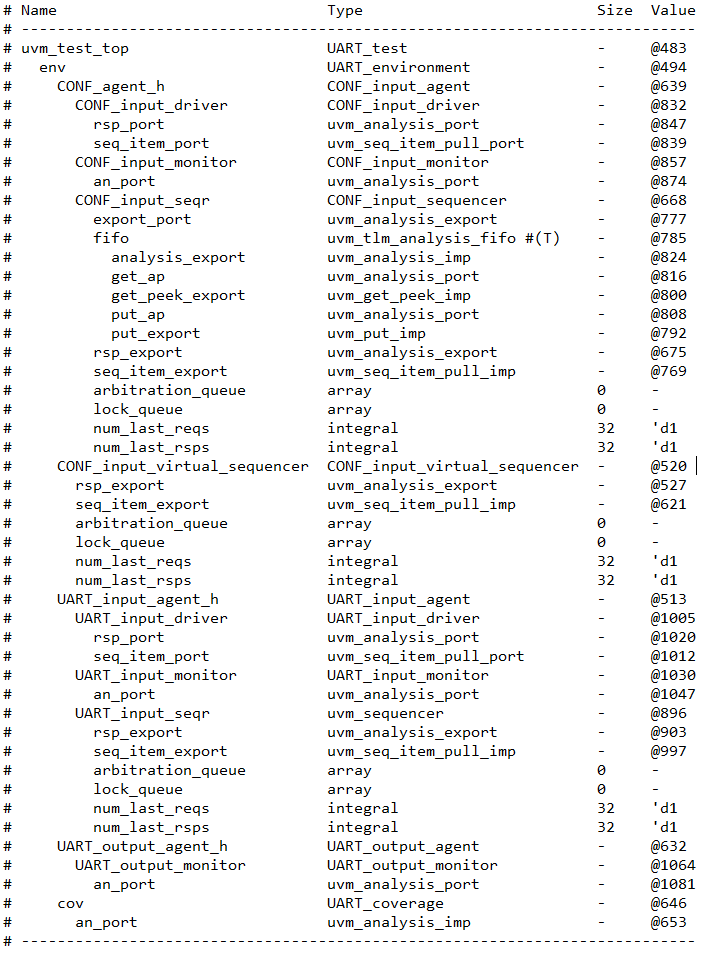 # Name                              Type                          Size  Value
# ---------------------------------------------------------------------------
# uvm_test_top                      UART_test                     -     @483
#   env                             UART_environment              -     @494
#     CONF_agent_h                  CONF_input_agent              -     @639
#       CONF_input_driver           CONF_input_driver             -     @832
#         rsp_port                  uvm_analysis_port             -     @847
#         seq_item_port             uvm_seq_item_pull_port        -     @839
#       CONF_input_monitor          CONF_input_monitor            -     @857
#         an_port                   uvm_analysis_port             -     @874
#       CONF_input_seqr             CONF_input_sequencer          -     @668
#         export_port               uvm_analysis_export           -     @777
#         fifo                      uvm_tlm_analysis_fifo #(T)    -     @785
#           analysis_export         uvm_analysis_imp              -     @824
#           get_ap                  uvm_analysis_port             -     @816
#           get_peek_export         uvm_get_peek_imp              -     @800
#           put_ap                  uvm_analysis_port             -     @808
#           put_export              uvm_put_imp                   -     @792
#         rsp_export                uvm_analysis_export           -     @675
#         seq_item_export           uvm_seq_item_pull_imp         -     @769
#         arbitration_queue         array                         0     -
#         lock_queue                array                         0     -
#         num_last_reqs             integral                      32    'd1
#         num_last_rsps             integral                      32    'd1
#     CONF_input_virtual_sequencer  CONF_input_virtual_sequencer  -     @520
#       rsp_export                  uvm_analysis_export           -     @527
#       seq_item_export             uvm_seq_item_pull_imp         -     @621
#       arbitration_queue           array                         0     -
#       lock_queue                  array                         0     -
#       num_last_reqs               integral                      32    'd1
#       num_last_rsps               integral                      32    'd1
#     UART_input_agent_h            UART_input_agent              -     @513
#       UART_input_driver           UART_input_driver             -     @1005
#         rsp_port                  uvm_analysis_port             -     @1020
#         seq_item_port             uvm_seq_item_pull_port        -     @1012
#       UART_input_monitor          UART_input_monitor            -     @1030
#         an_port                   uvm_analysis_port             -     @1047
#       UART_input_seqr             uvm_sequencer                 -     @896
#         rsp_export                uvm_analysis_export           -     @903
#         seq_item_export           uvm_seq_item_pull_imp         -     @997
#         arbitration_queue         array                         0     -
#         lock_queue                array                         0     -
#         num_last_reqs             integral                      32    'd1
#         num_last_rsps             integral                      32    'd1
#     UART_output_agent_h           UART_output_agent             -     @632
#       UART_output_monitor         UART_output_monitor           -     @1064
#         an_port                   uvm_analysis_port             -     @1081
#     cov                           UART_coverage                 -     @646
#       an_port                     uvm_analysis_imp              -     @653
# ---------------------------------------------------------------------------